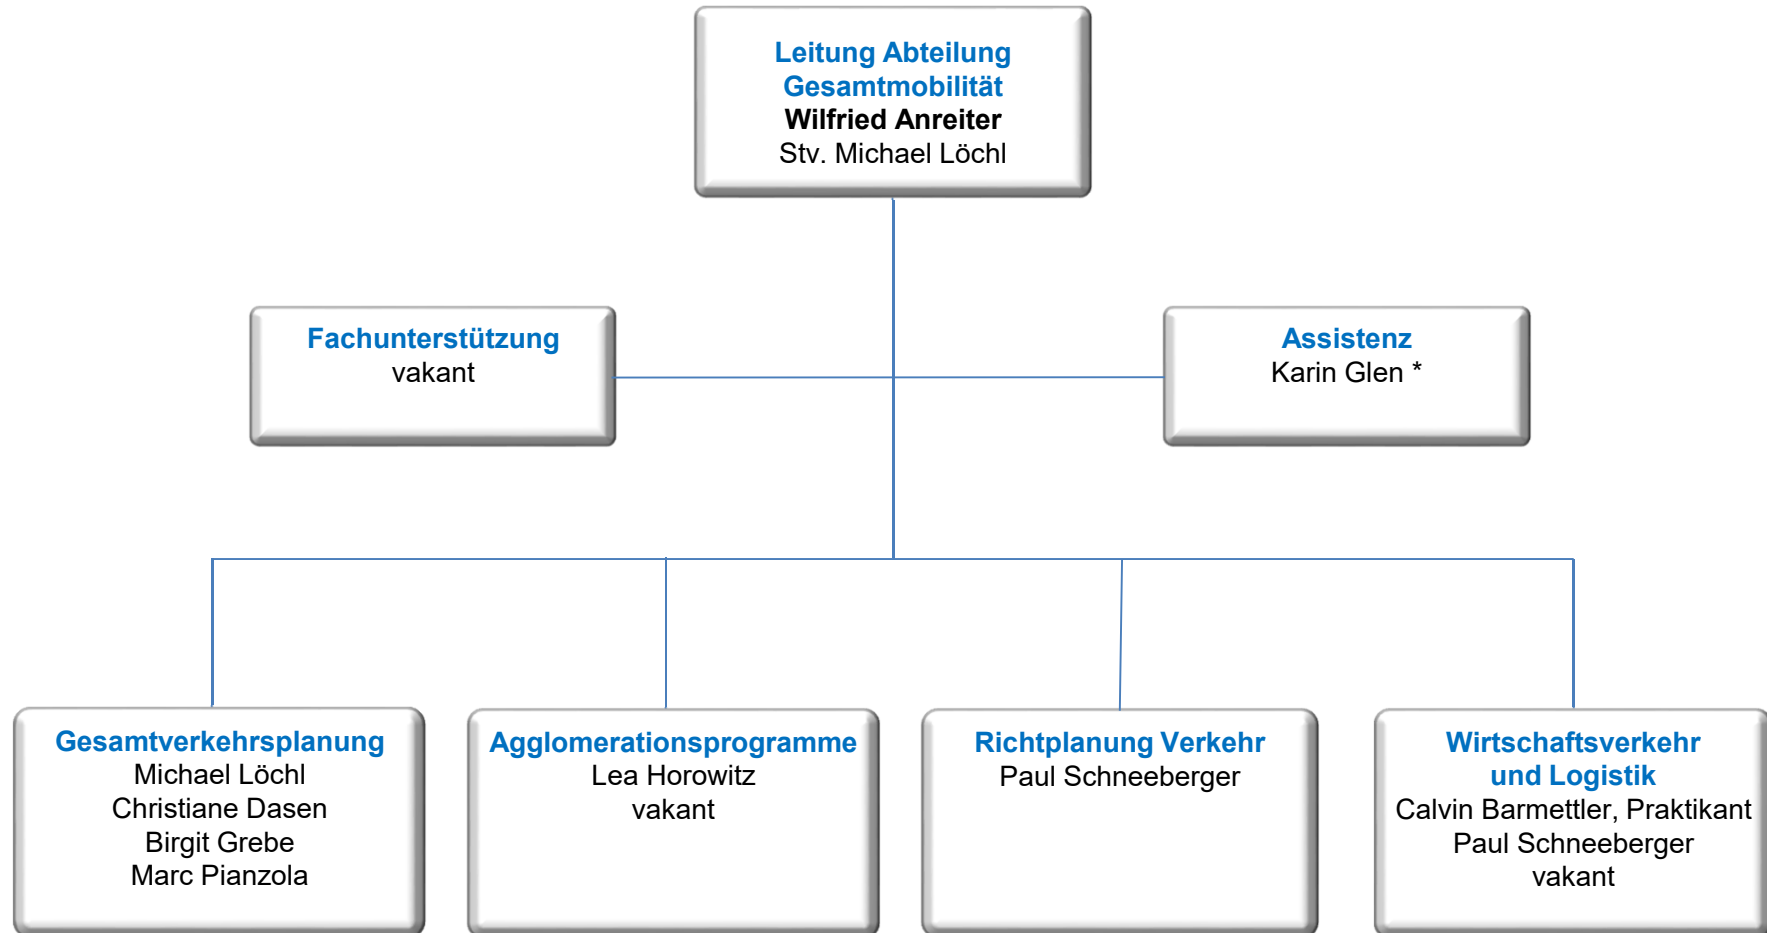 Leitung Abteilung
Gesamtmobilität
Wilfried Anreiter
Stv. Michael Löchl
Fachunterstützung
vakant
Assistenz
Karin Glen *
Gesamtverkehrsplanung
Michael Löchl
Christiane Dasen
Birgit Grebe
Marc Pianzola
Agglomerationsprogramme
Lea Horowitz
vakant
Richtplanung Verkehr
Paul Schneeberger
Wirtschaftsverkehr
und Logistik
Calvin Barmettler, Praktikant
Paul Schneeberger
vakant